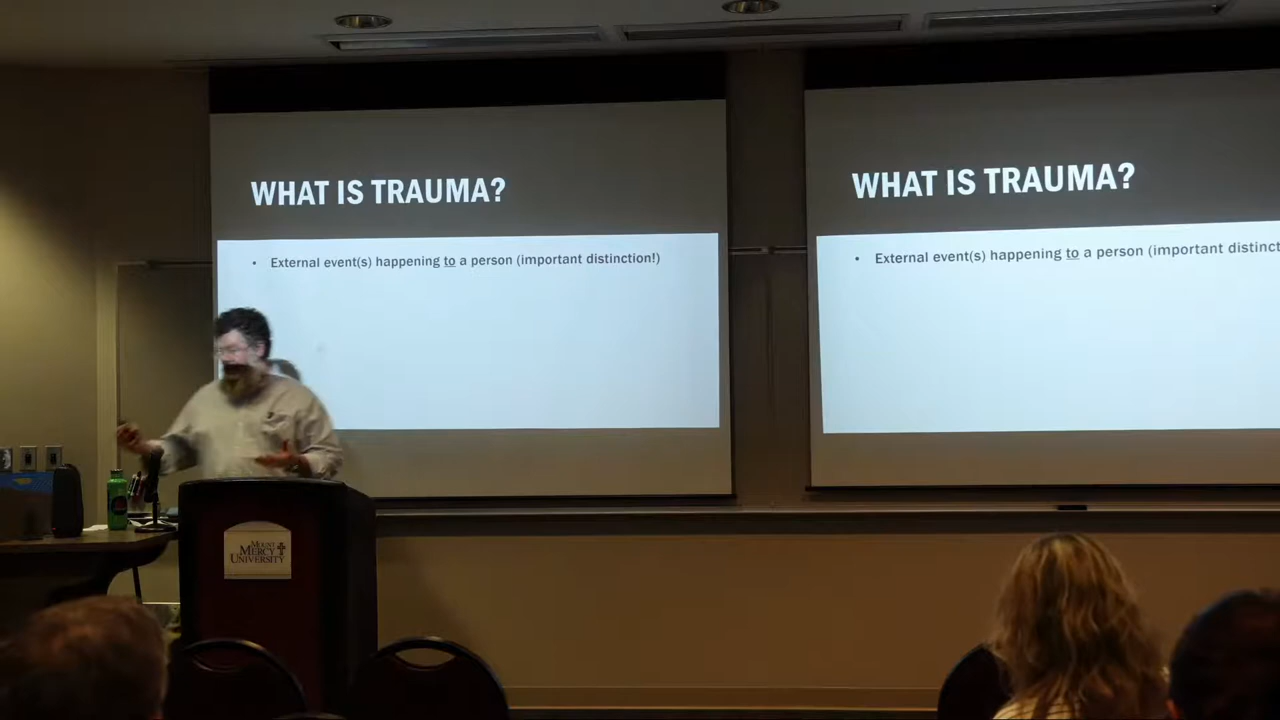 WHAT IS TRAUMA?
• External event(s) happening to a person (important distinction!)
WHAT IS TRAUMA?
• External event(s) happening to a person (important distinct
MOUNT
MERCY
UNIVERSITY